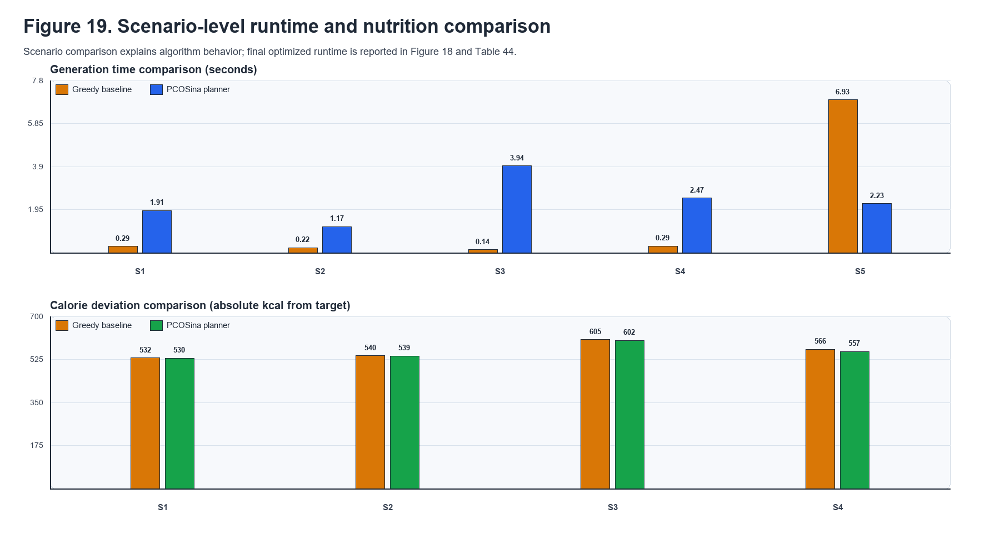 Figure 19. Scenario-level runtime and nutrition comparison
Scenario comparison explains algorithm behavior; final optimized runtime is reported in Figure 18 and Table 44.
Generation time comparison (seconds)
7.8
Greedy baseline PCOSina planner
6.93
5.85
3.94
3.9
2.47
2.23
1.91
1.95
1.17
0.29
0.22
0.14
0.29
S1 S2 S3 S4 S5
Calorie deviation comparison (absolute kcal from target)
700
Greedy baseline PCOSina planner
532 530 540 539 605 602 566 557
525
350
175
S1 S2 S3 S4